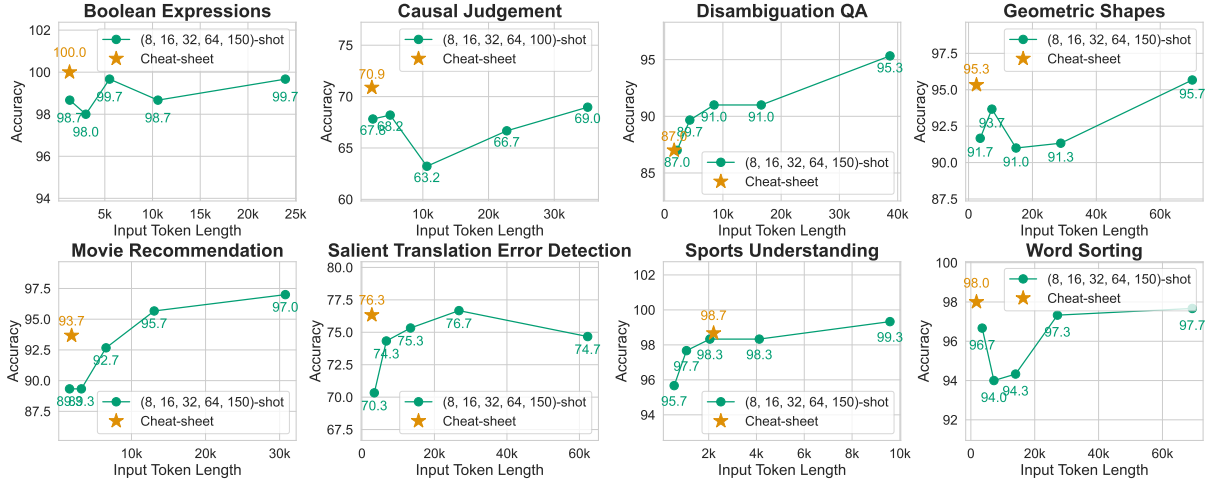 Boolean Expressions
102
100
98
96
94
Accuracy
100.0
98.7
98.0
99.7
98.7
99.7
(8, 16, 32, 64, 150)-shot
Cheat-sheet
5k 10k 15k 20k 25k
Input Token Length
Causal Judgement
75
70
65
60
Accuracy
70.9
67.8
68.2
63.2
66.7
69.0
(8, 16, 32, 64, 100)-shot
Cheat-sheet
10k 20k 30k
Input Token Length
Disambiguation QA
95
90
85
Accuracy
87.0
87.0
89.7
91.0
91.0
95.3
(8, 16, 32, 64, 150)-shot
Cheat-sheet
0 10k 20k 30k 40k
Input Token Length
Geometric Shapes
97.5
95.0
92.5
90.0
87.5
Accuracy
95.3
91.7
93.7
91.0
91.3
95.7
(8, 16, 32, 64, 150)-shot
Cheat-sheet
0 20k 40k 60k
Input Token Length
Movie Recommendation
97.5
95.0
92.5
90.0
87.5
Accuracy
93.7
89.3
89.3
92.7
95.7
97.0
(8, 16, 32, 64, 150)-shot
Cheat-sheet
10k 20k 30k
Input Token Length
Salient Translation Error Detection
80.0
77.5
75.0
72.5
70.0
67.5
Accuracy
76.3
70.3
74.3
75.3
76.7
74.7
(8, 16, 32, 64, 150)-shot
Cheat-sheet
0 20k 40k 60k
Input Token Length
Sports Understanding
102
100
98
96
94
Accuracy
98.7
95.7
97.7
98.3
98.3
99.3
(8, 16, 32, 64, 150)-shot
Cheat-sheet
2k 4k 6k 8k 10k
Input Token Length
Word Sorting
100
98
96
94
92
Accuracy
98.0
96.7
94.0
94.3
97.3
97.7
(8, 16, 32, 64, 150)-shot
Cheat-sheet
0 20k 40k 60k
Input Token Length